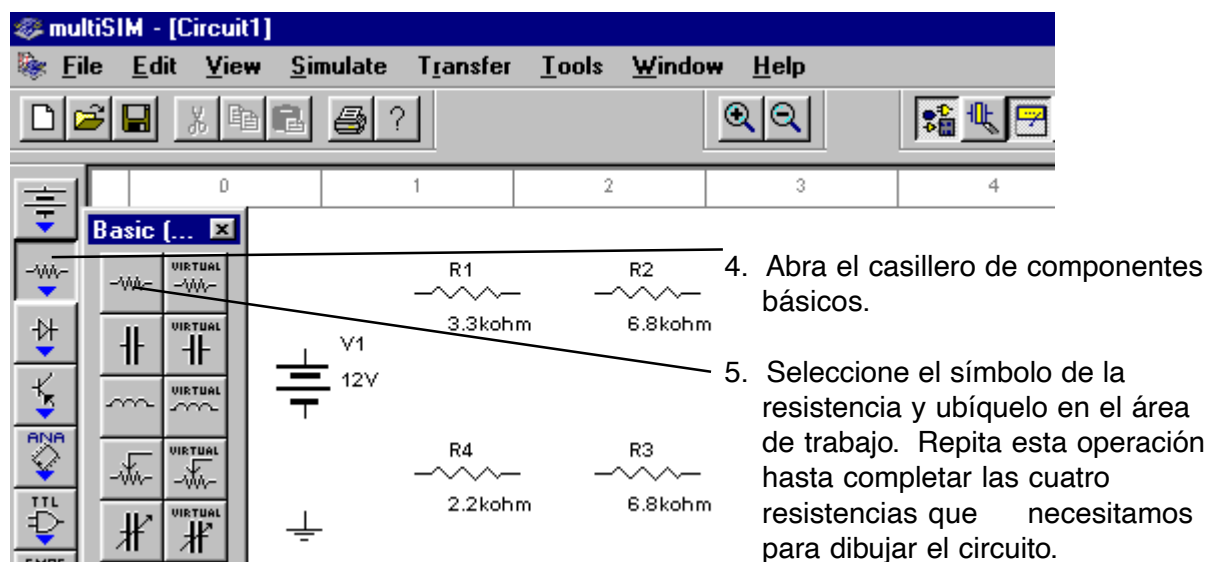 multiSIM - [Circuit1]
File Edit View Simulate Transfer Tools Window Help
0 1 2 3 4
Basic (...
VIRTUAL
R1 R2
3.3kohm 6.8kohm
VIRTUAL
V1
12V
VIRTUAL
ANA
VIRTUAL
R4 R3
2.2kohm 6.8kohm
TTL
VIRTUAL
4. Abra el casillero de componentes
básicos.
5. Seleccione el símbolo de la
resistencia y ubíquelo en el área
de trabajo. Repita esta operación
hasta completar las cuatro
resistencias que necesitamos
para dibujar el circuito.